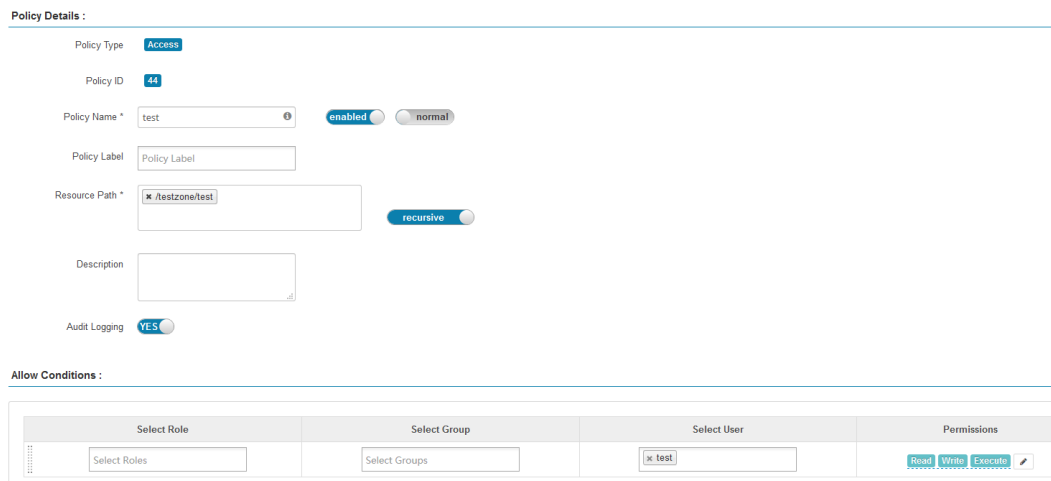 Policy Details :
Policy Type Access
Policy ID 44
Policy Name * test enabled normal
Policy Label Policy Label
Resource Path * × /testzone/test
recursive
Description
Audit Logging YES
Allow Conditions :
Select Role Select Group Select User Permissions
Select Roles Select Groups × test Read Write Execute